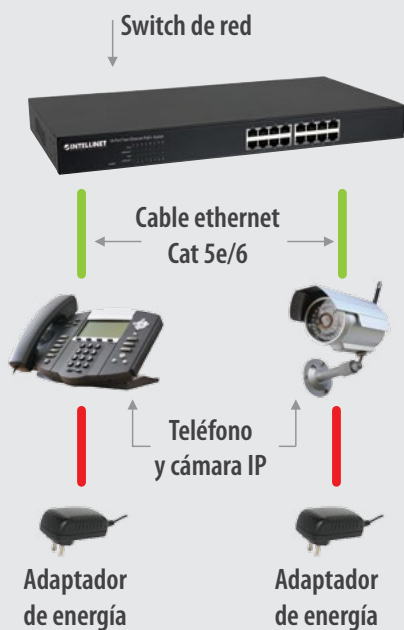 Switch de red
INTELLINET
Cable ethernet
Cat 5e/6
Teléfono
y cámara IP
Adaptador
de energía
Adaptador
de energía